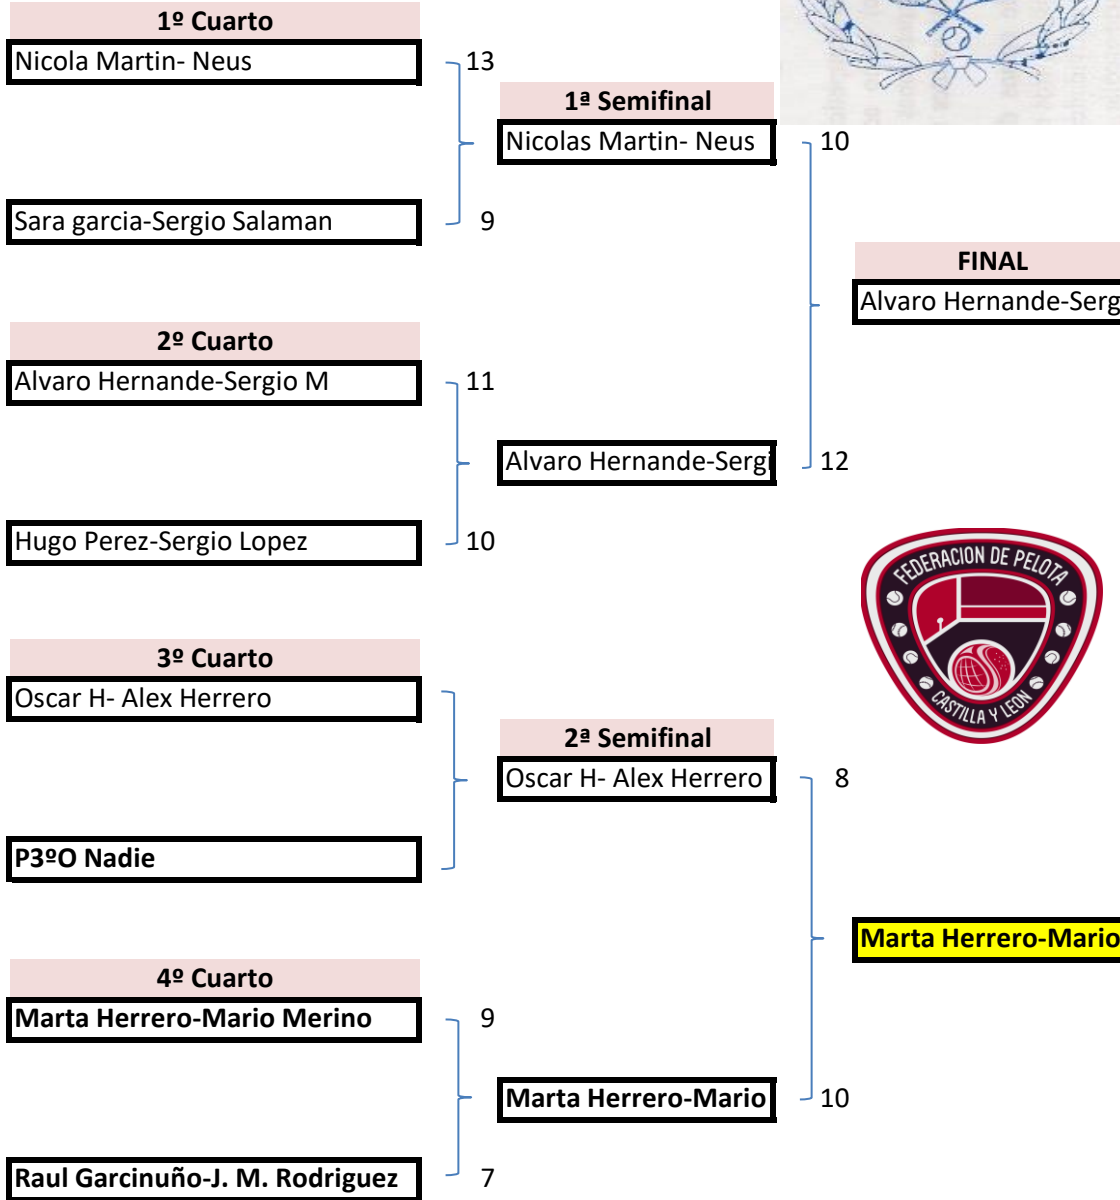 1º Cuarto
Nicola Martin- Neus
13
Sara garcia-Sergio Salaman
9
1ª Semifinal
Nicolas Martin- Neus
10
2º Cuarto
Alvaro Hernande-Sergio M
11
Hugo Perez-Sergio Lopez
10
Alvaro Hernande-Sergi
12
FINAL
Alvaro Hernande-Serg
FEDERACION DE PELOTA
CASTILLA Y LEON
3º Cuarto
Oscar H- Alex Herrero
P3ºO Nadie
2ª Semifinal
Oscar H- Alex Herrero
8
4º Cuarto
Marta Herrero-Mario Merino
9
Raul Garcinuño-J. M. Rodriguez
7
Marta Herrero-Mario
10
Marta Herrero-Mario